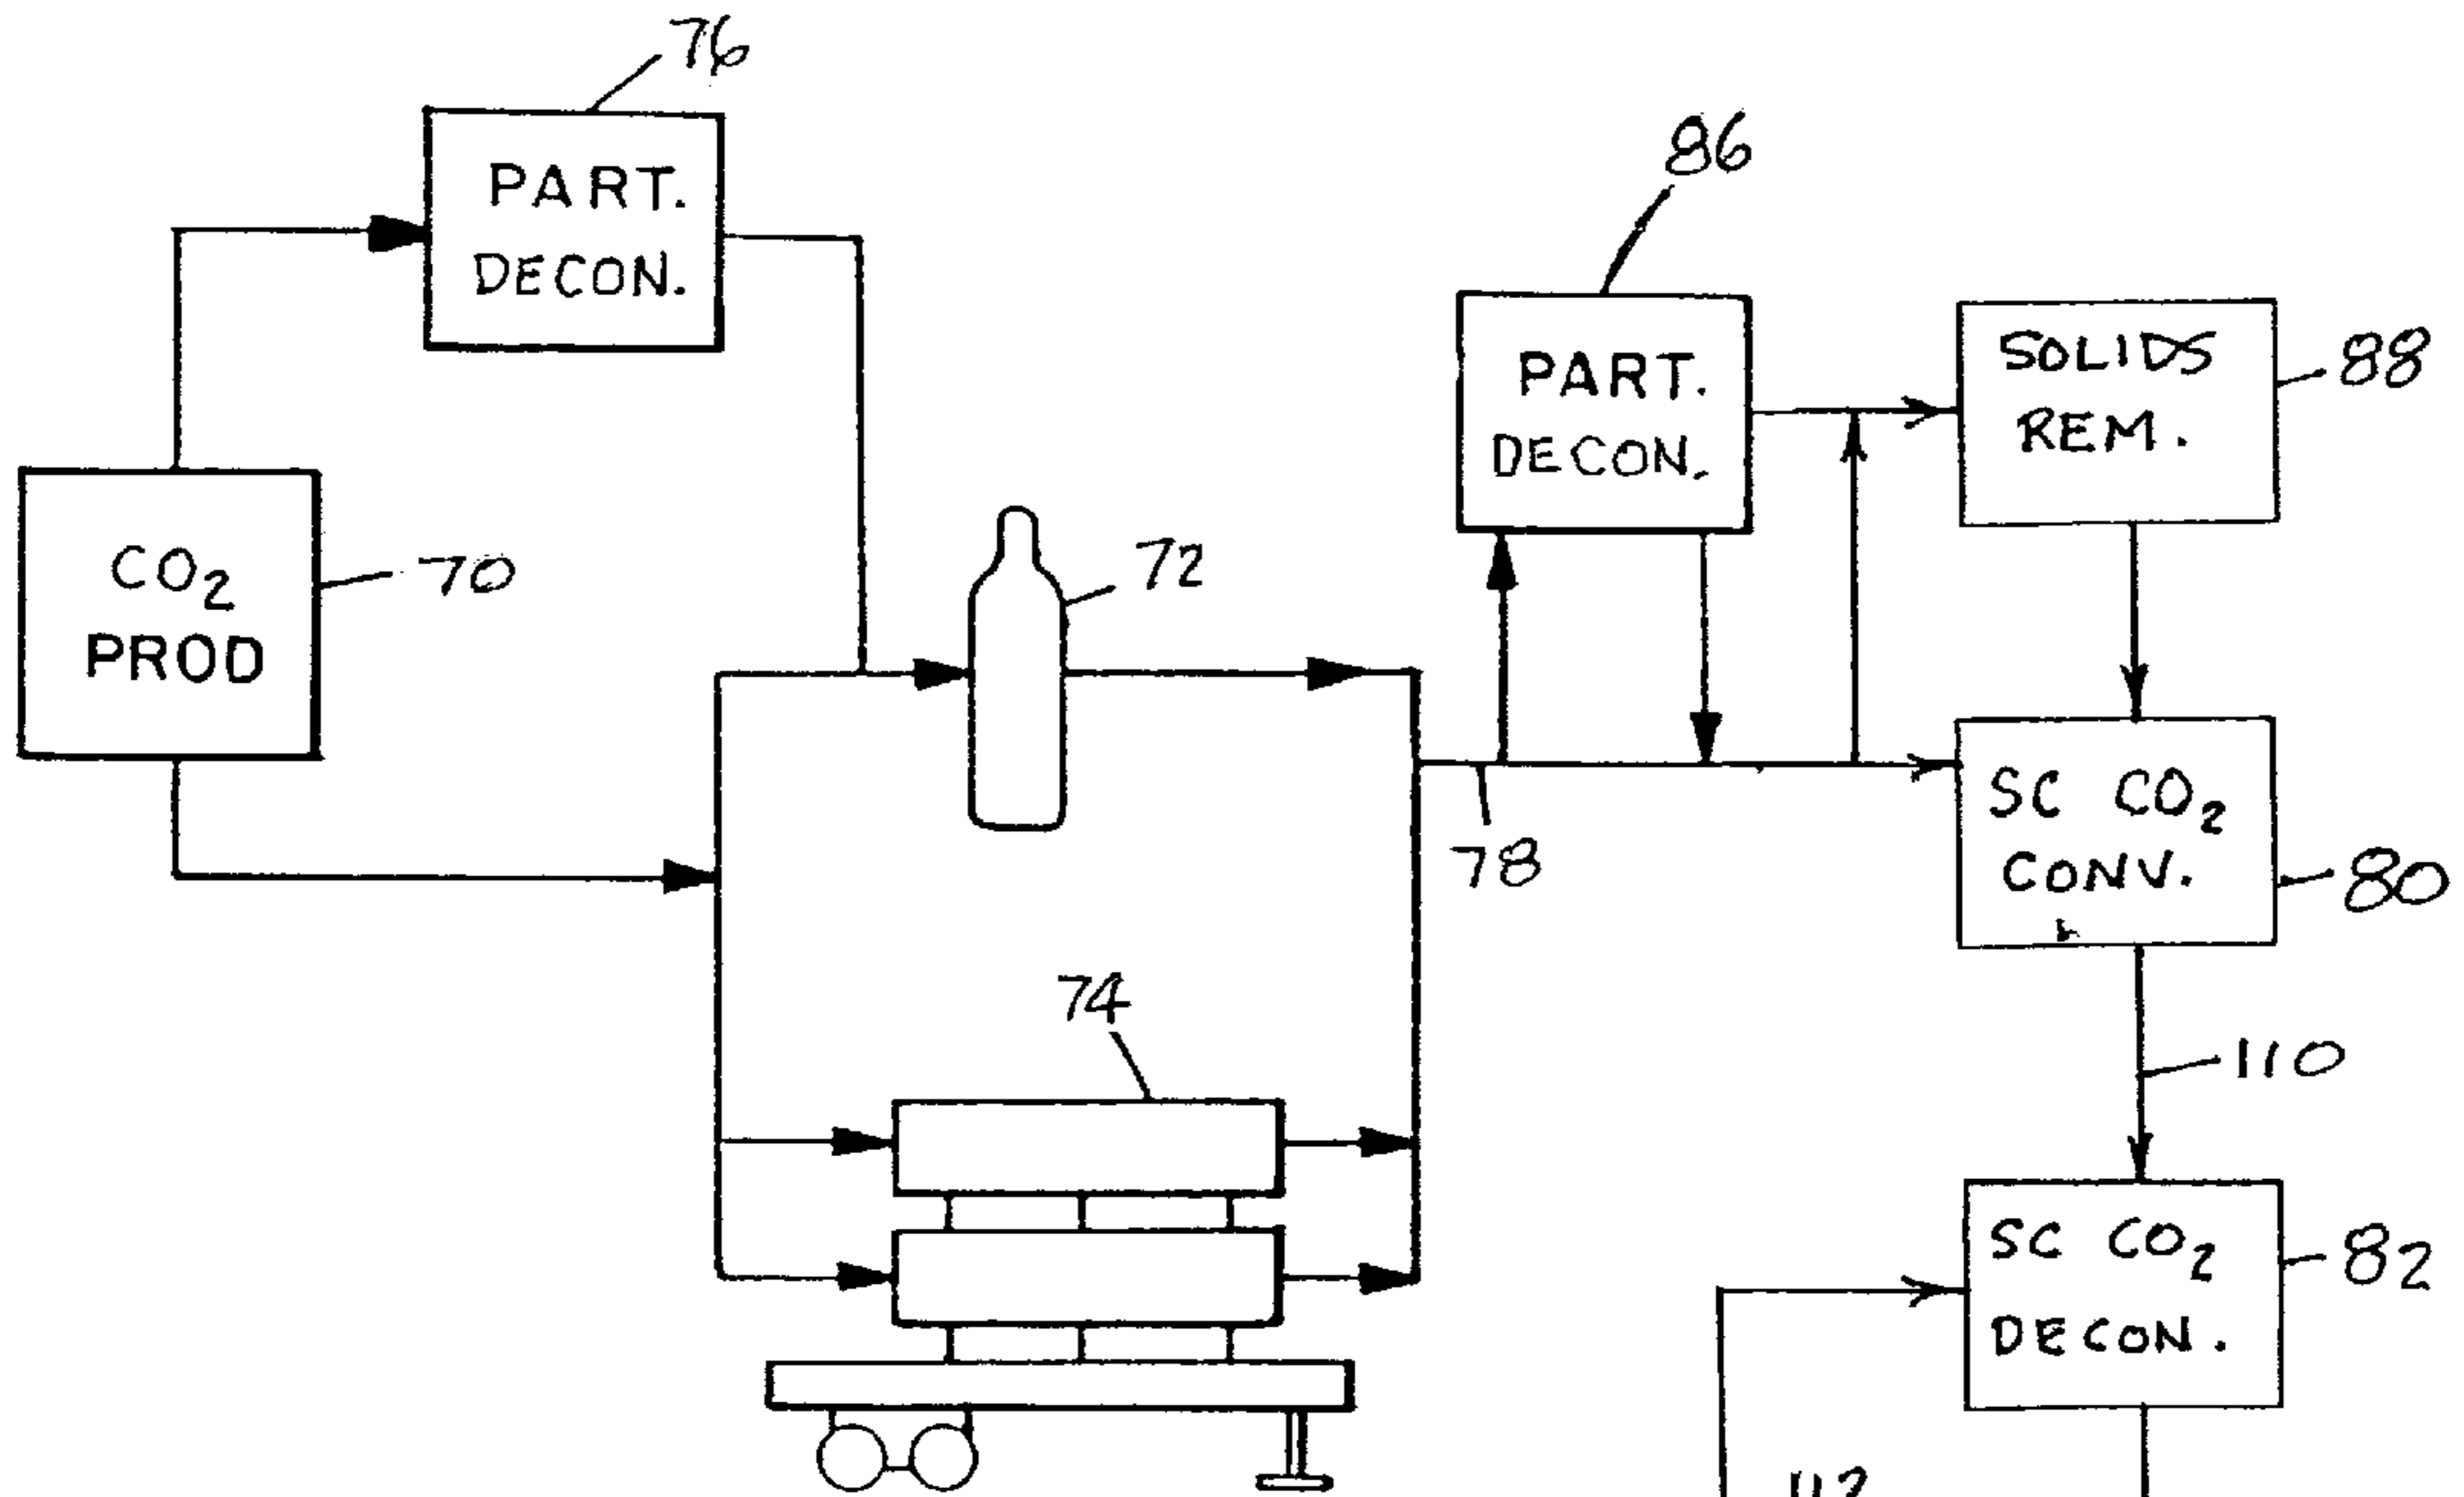 76
PART.
DECON.
86
PART.
DECON.
SOLIDS
REM.
88
CO2
PROD
70
72
78
SC CO2
CONV.
80
74
110
SC CO2
DECON.
82